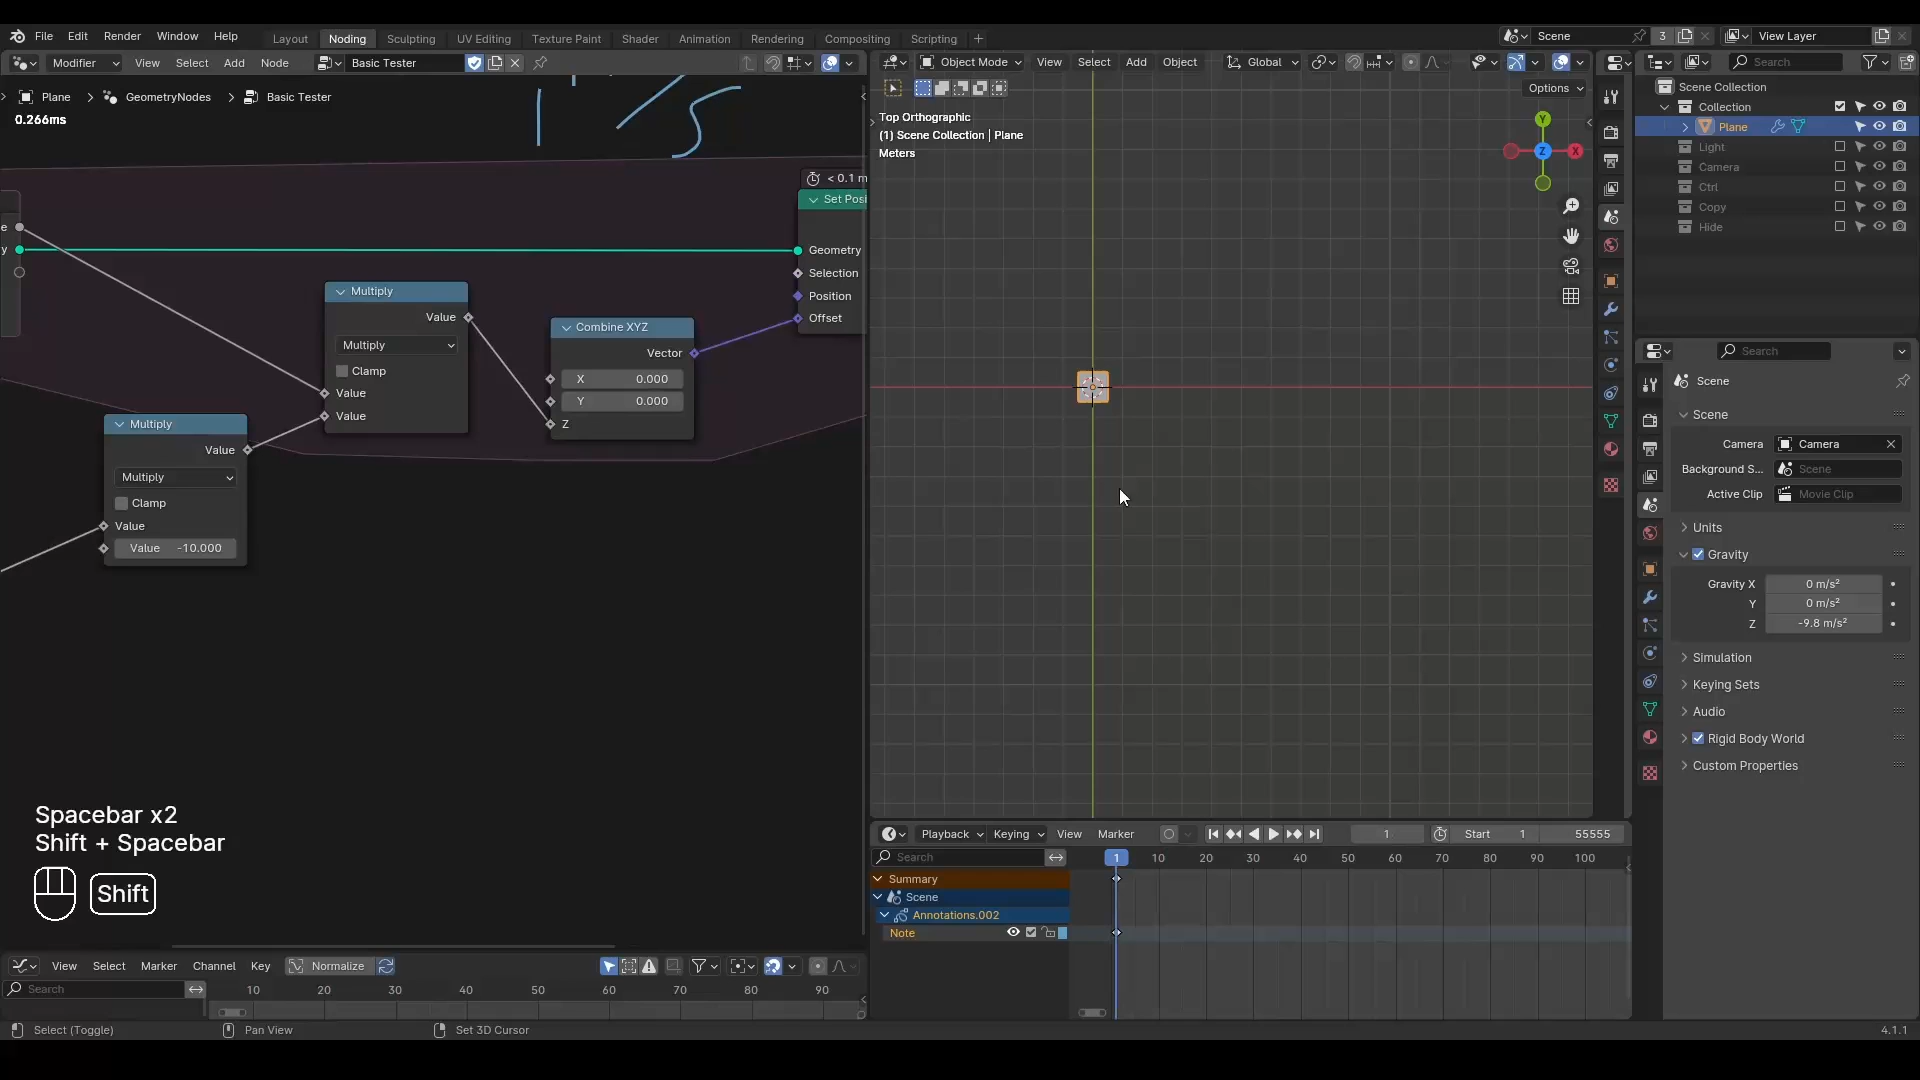 File Edit Render Window Help Layout Noding Sculpting UV Editing Texture Paint Shader Animation Rendering Compositing Scripting + Scene 3 View Layer
Modifier View Select Add Node Basic Tester
Object Mode View Select Add Object Global
Search
Plane > GeometryNodes > Basic Tester
0.266ms
Options
Top Orthographic
(1) Scene Collection | Plane
Meters
Y
Z
X
< 0.1 m
Set Posi
Geometry
Selection
Position
Offset
e
y
Multiply
Value
Multiply
Clamp
Value
Value
Combine XYZ
Vector
X 0.000
Y 0.000
Z
Multiply
Value
Multiply
Clamp
Value
Value -10.000
Spacebar x2
Shift + Spacebar
Shift
Scene Collection
Collection
Plane
Light
Camera
Ctrl
Copy
Hide
Search
Scene
Scene
Camera Camera
Background S... Scene
Active Clip Movie Clip
Units
Gravity
Gravity X 0 m/s²
Y 0 m/s²
Z -9.8 m/s²
Simulation
Keying Sets
Audio
Rigid Body World
Custom Properties
Playback Keying View Marker 1 Start 1 55555
Search 1 10 20 30 40 50 60 70 80 90 100
Summary
Scene
Annotations.002
Note
View Select Marker Channel Key Normalize
Search 10 20 30 40 50 60 70 80 90
Select (Toggle) Pan View Set 3D Cursor 4.1.1